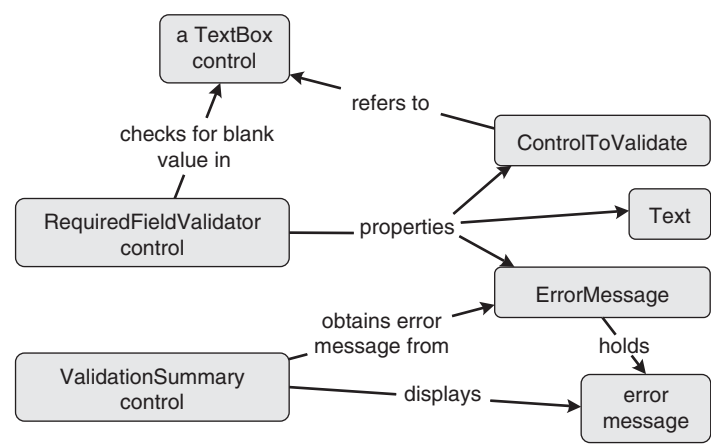 a TextBox
control
refers to
checks for blank
value in
ControlToValidate
RequiredFieldValidator
control
properties
Text
ErrorMessage
obtains error
message from
holds
ValidationSummary
control
displays
error
message